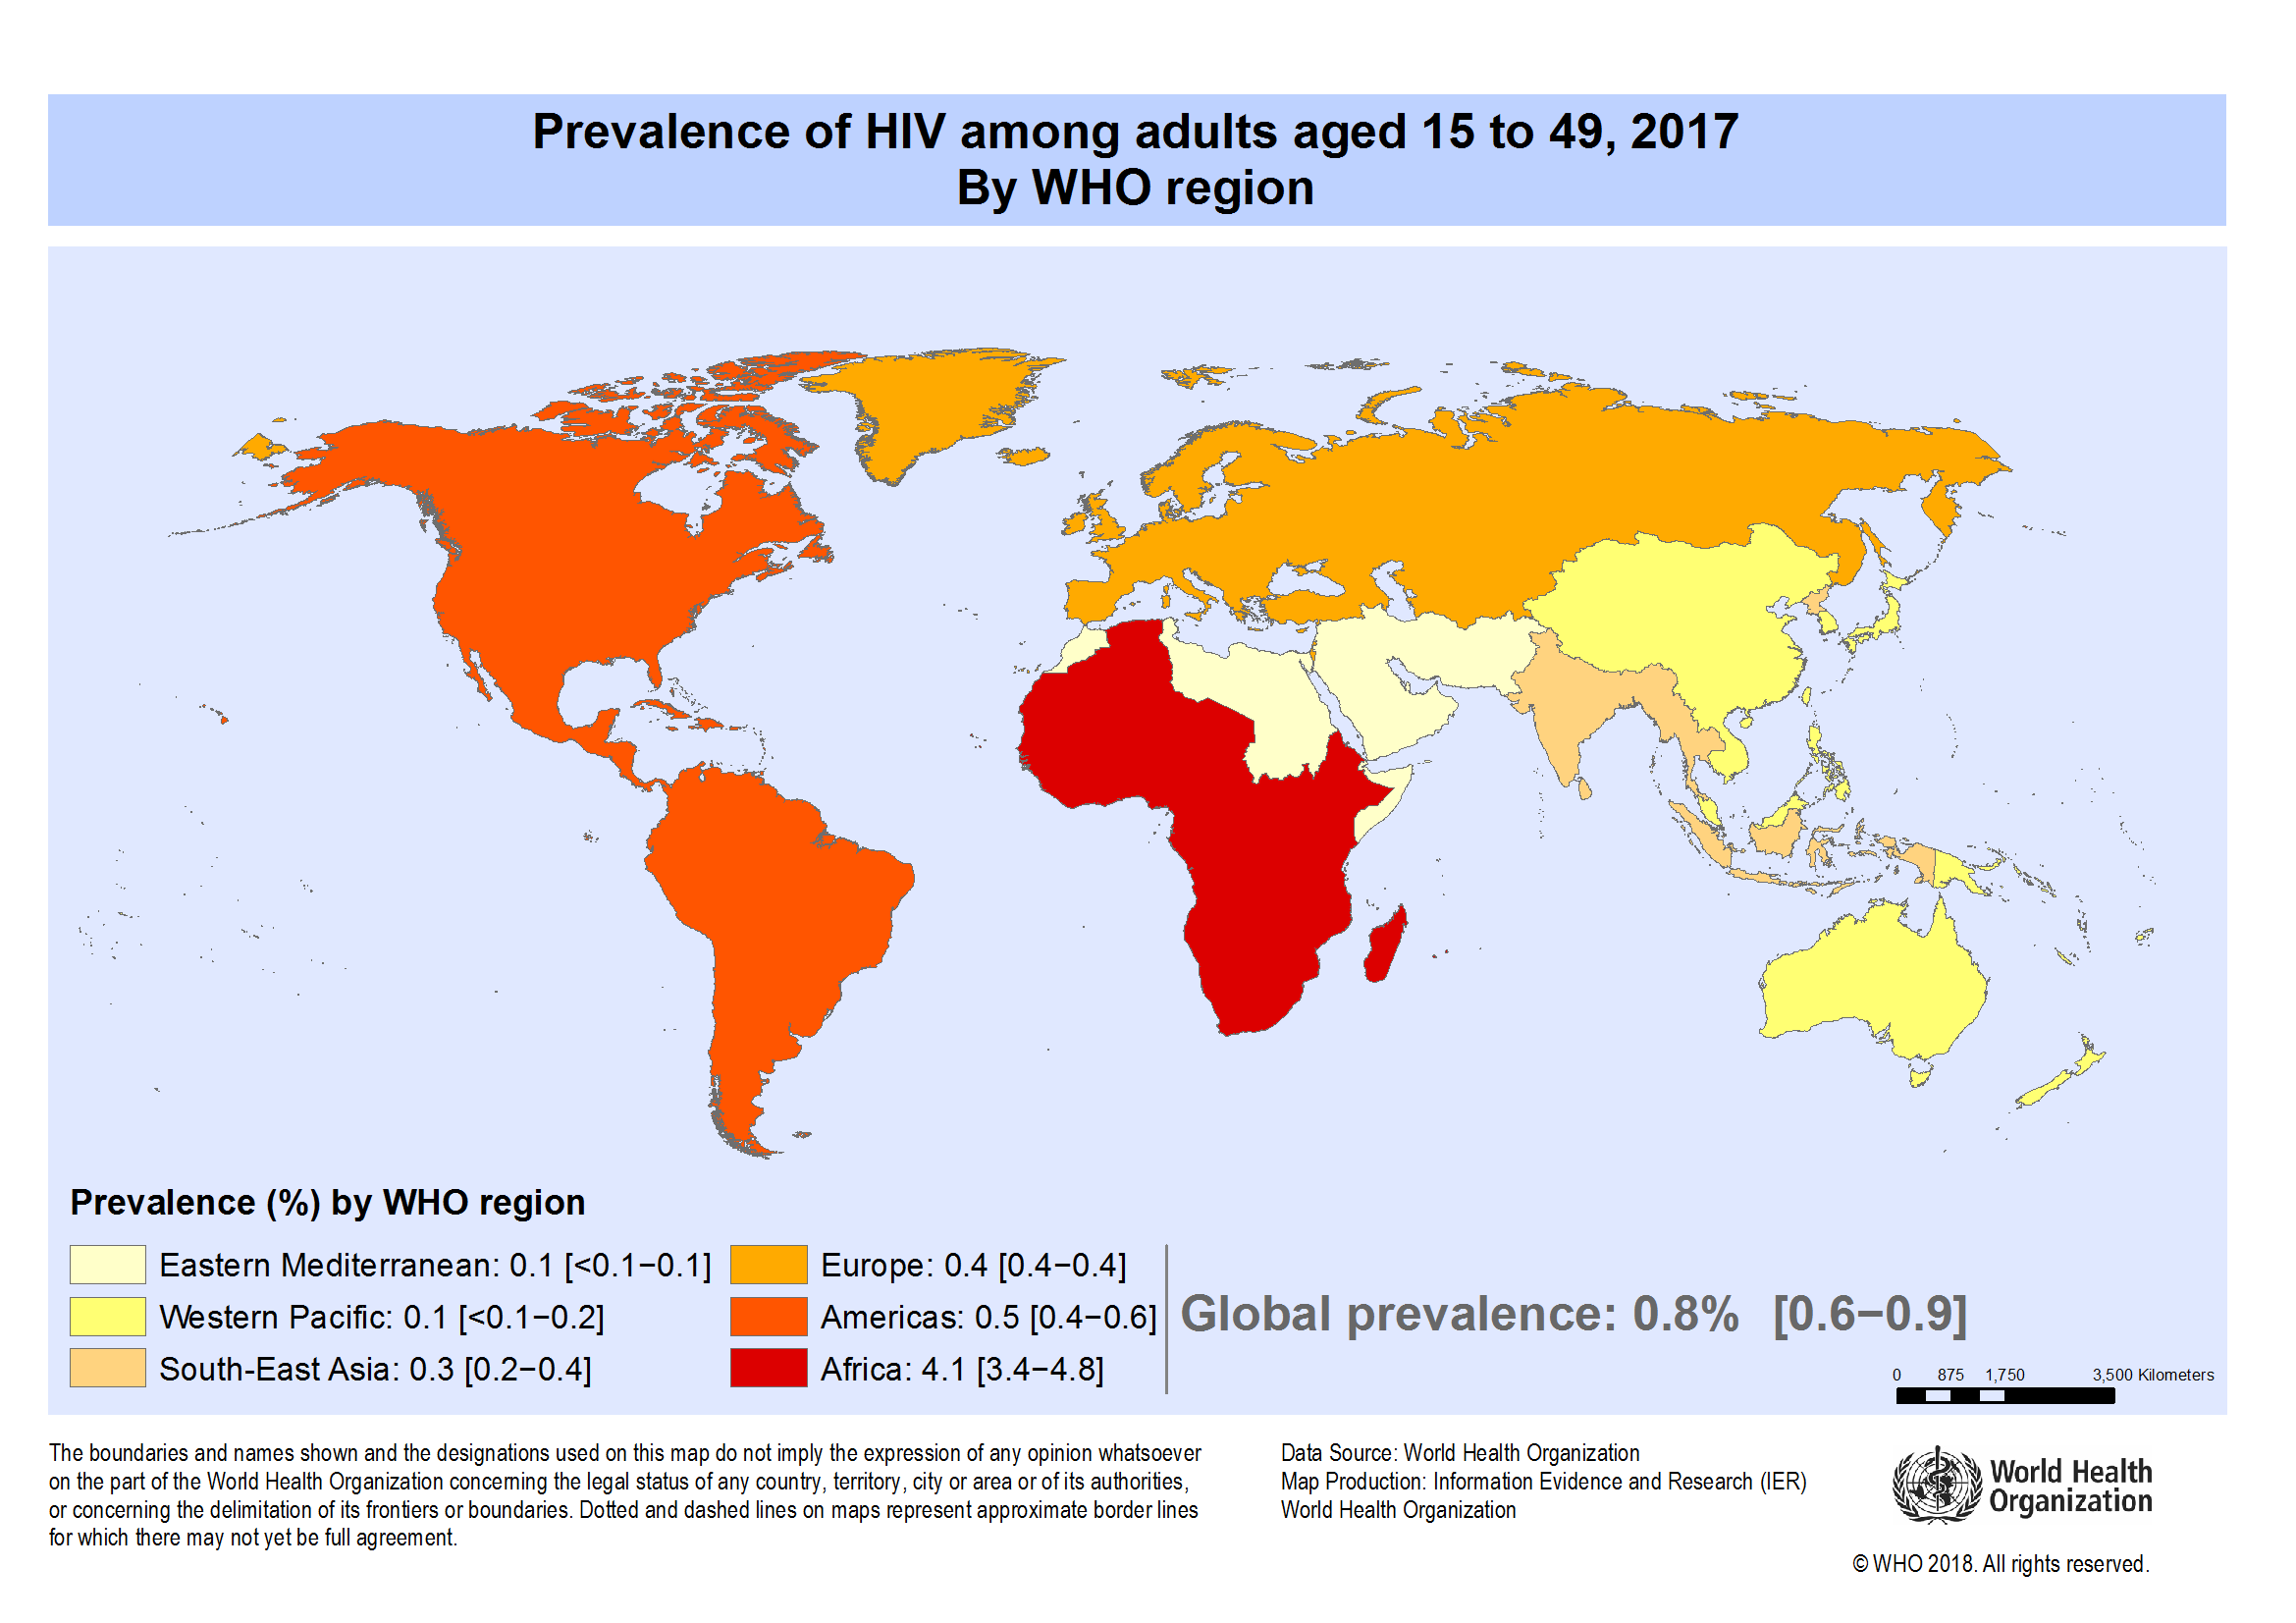 Prevalence of HIV among adults aged 15 to 49, 2017
By WHO region
Prevalence (%) by WHO region
Eastern Mediterranean: 0.1 [<0.1−0.1]
Western Pacific: 0.1 [<0.1−0.2]
South-East Asia: 0.3 [0.2−0.4]
Europe: 0.4 [0.4−0.4]
Americas: 0.5 [0.4−0.6]
Africa: 4.1 [3.4−4.8]
Global prevalence: 0.8% [0.6−0.9]
0 875 1,750 3,500 Kilometers
The boundaries and names shown and the designations used on this map do not imply the expression of any opinion whatsoever
on the part of the World Health Organization concerning the legal status of any country, territory, city or area or of its authorities,
or concerning the delimitation of its frontiers or boundaries. Dotted and dashed lines on maps represent approximate border lines
for which there may not yet be full agreement.
Data Source: World Health Organization
Map Production: Information Evidence and Research (IER)
World Health Organization
World Health
Organization
© WHO 2018. All rights reserved.